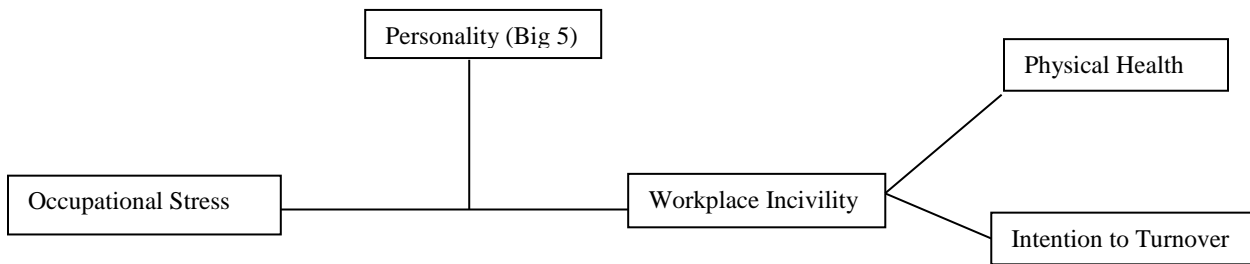 Personality (Big 5)
Physical Health
Occupational Stress
Workplace Incivility
Intention to Turnover